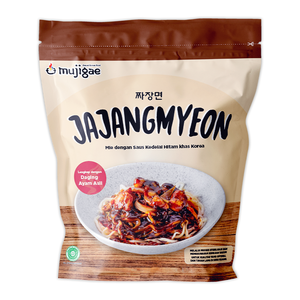 mujigae
짜장면
JAJANGMYEON
Mie dengan Saus Kedelai Hitam khas Korea
Lengkap dengan
Daging
Ayam Asli